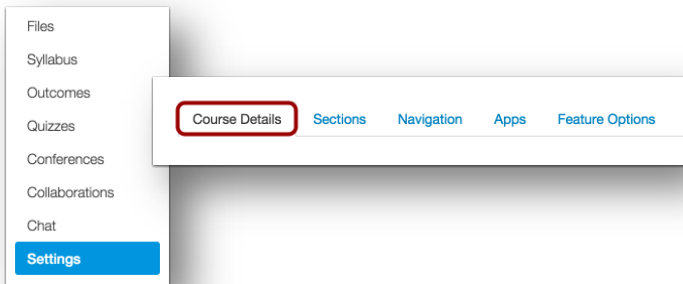 Files
Syllabus
Outcomes
Quizzes
Conferences
Collaborations
Chat
Settings
Course Details Sections Navigation Apps Feature Options